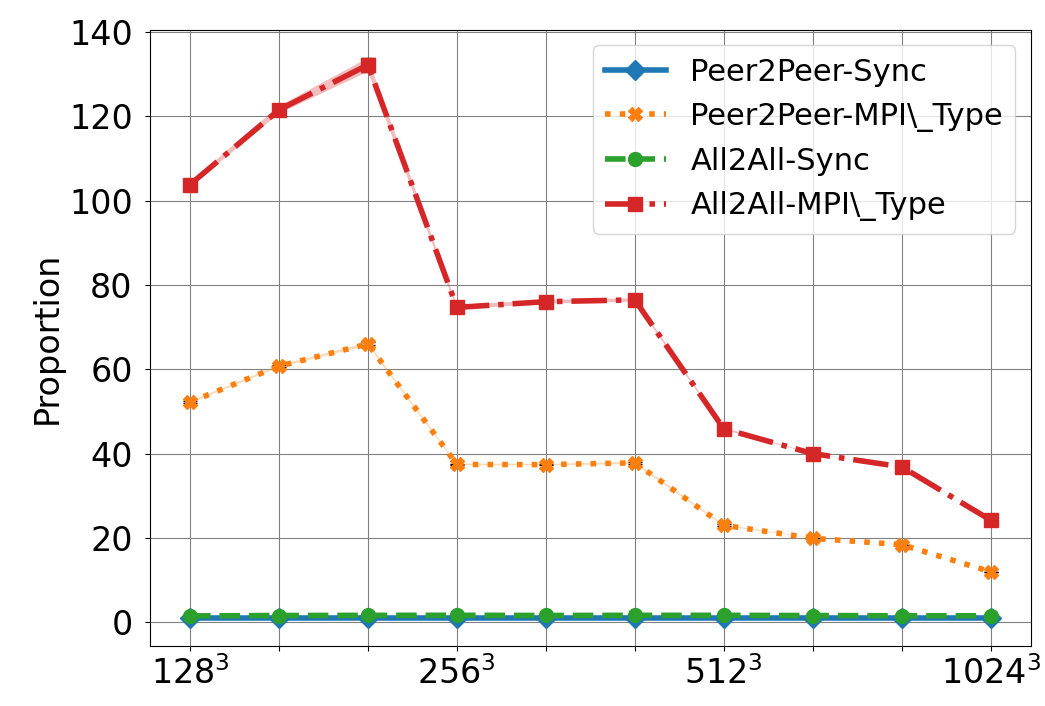 140
120
100
80
60
40
20
0
Proportion
128³
256³
512³
1024³
Peer2Peer-Sync
Peer2Peer-MPI\_Type
All2All-Sync
All2All-MPI\_Type